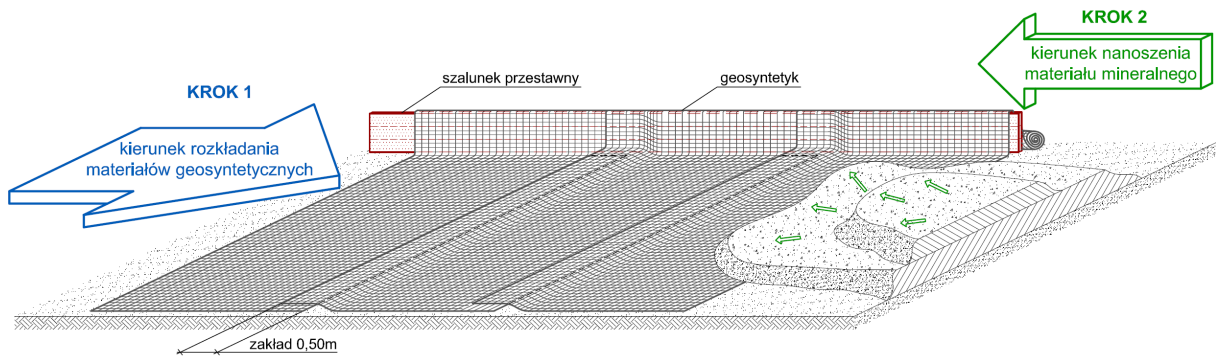 KROK 2
kierunek nanoszenia
materiału mineralnego
szalunek przestawny
geosyntetyk
KROK 1
kierunek rozkładania
materiałów geosyntetycznych
zakład 0,50m